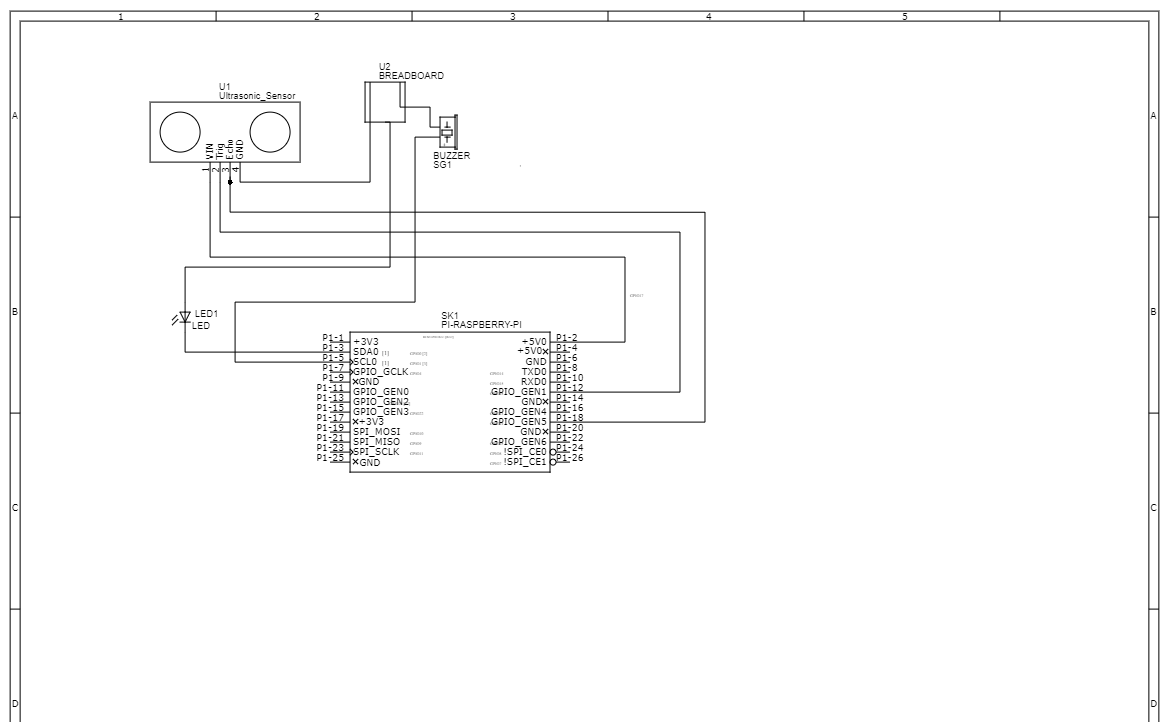 1 2 3 4 5
U2
BREADBOARD
U1
Ultrasonic_Sensor
A A
VIN
Trig
Echo
GND
1
2
3
4
BUZZER
SG1
B B
LED1
LED
SK1
PI-RASPBERRY-PI
P1-1 +3V3 +5V0 P1-2
P1-3 SDA0 +5V0 P1-4
P1-5 SCL0 GND P1-6
P1-7 GPIO_GCLK TXD0 P1-8
P1-9 GND RXD0 P1-10
P1-11 GPIO_GEN0 GPIO_GEN1 P1-12
P1-13 GPIO_GEN2 GND P1-14
P1-15 GPIO_GEN3 GPIO_GEN4 P1-16
P1-17 +3V3 GPIO_GEN5 P1-18
P1-19 SPI_MOSI GND P1-20
P1-21 SPI_MISO GPIO_GEN6 P1-22
P1-23 SPI_SCLK !SPI_CE0 P1-24
P1-25 GND !SPI_CE1 P1-26
C C
D D